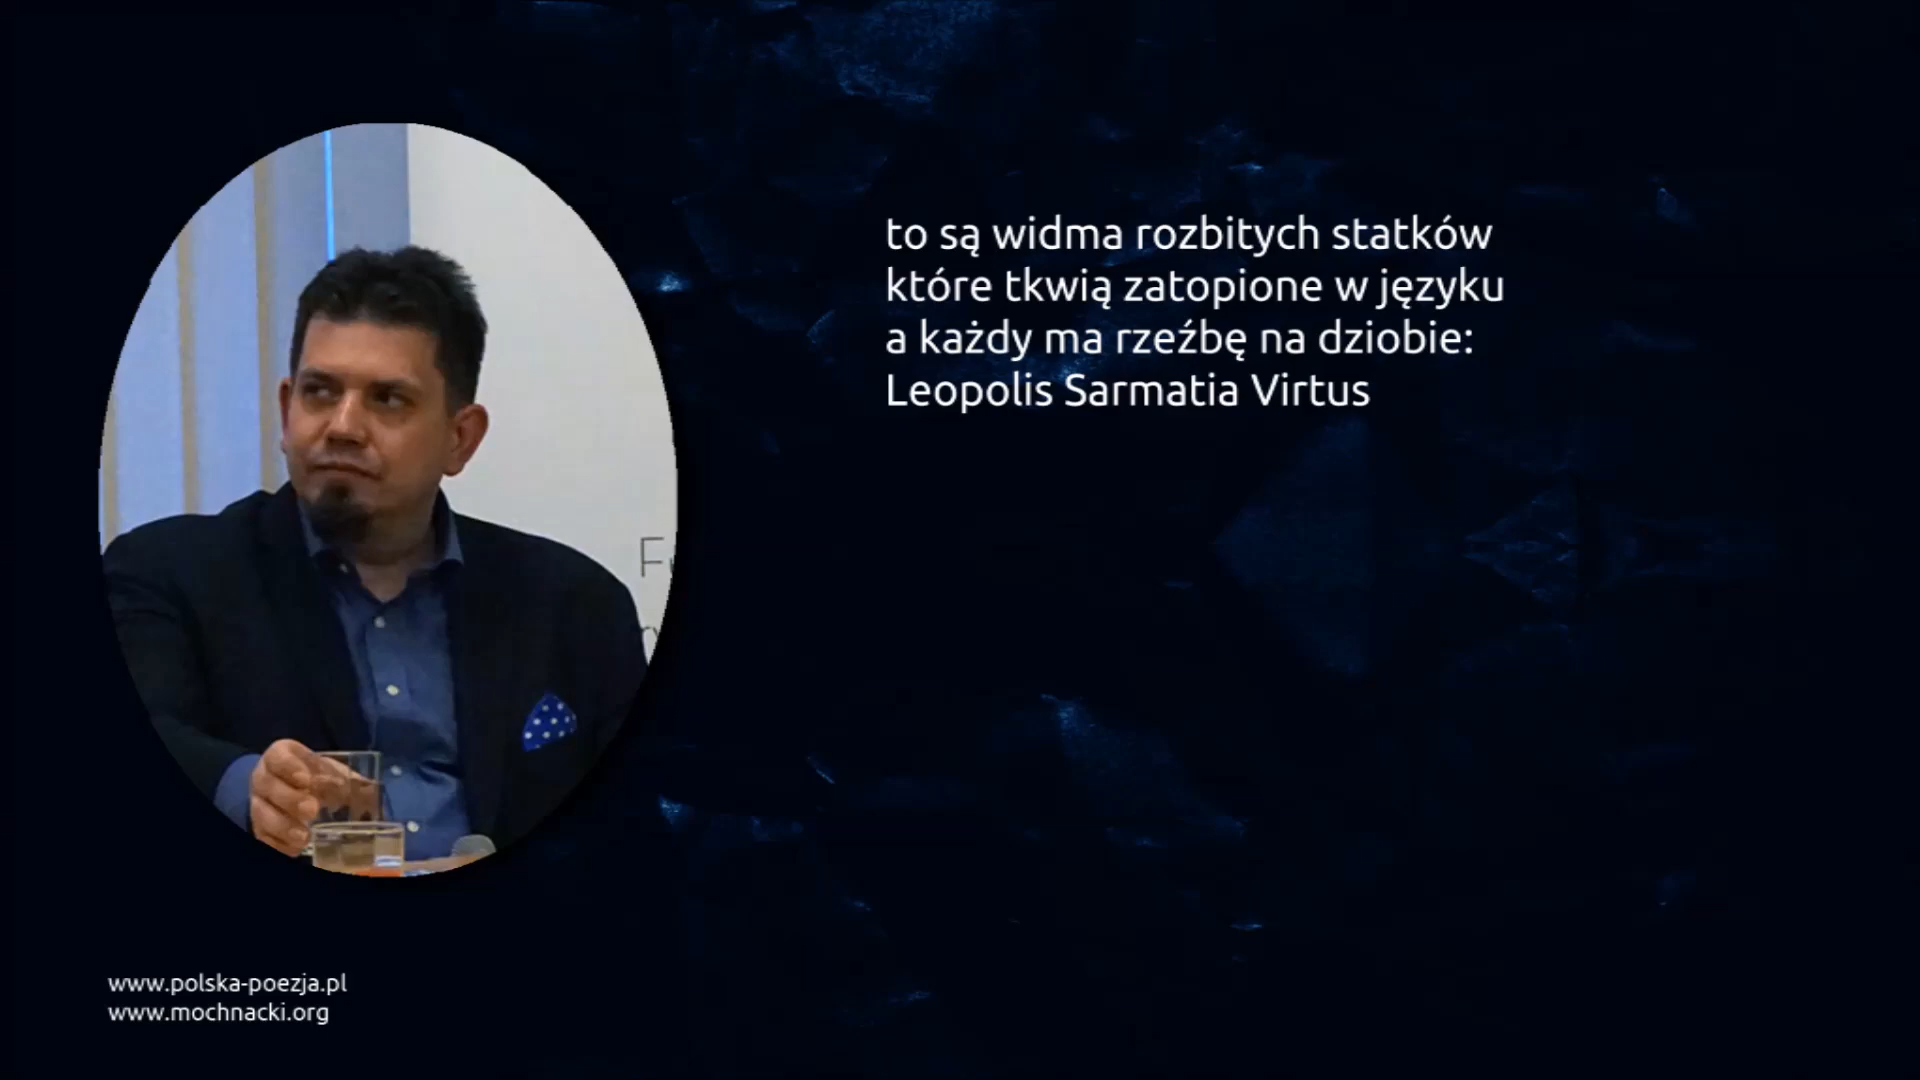 to są widma rozbitych statków
które tkwią zatopione w języku
a każdy ma rzeźbę na dziobie:
Leopolis Sarmatia Virtus
www.polska-poezja.pl
www.mochnacki.org